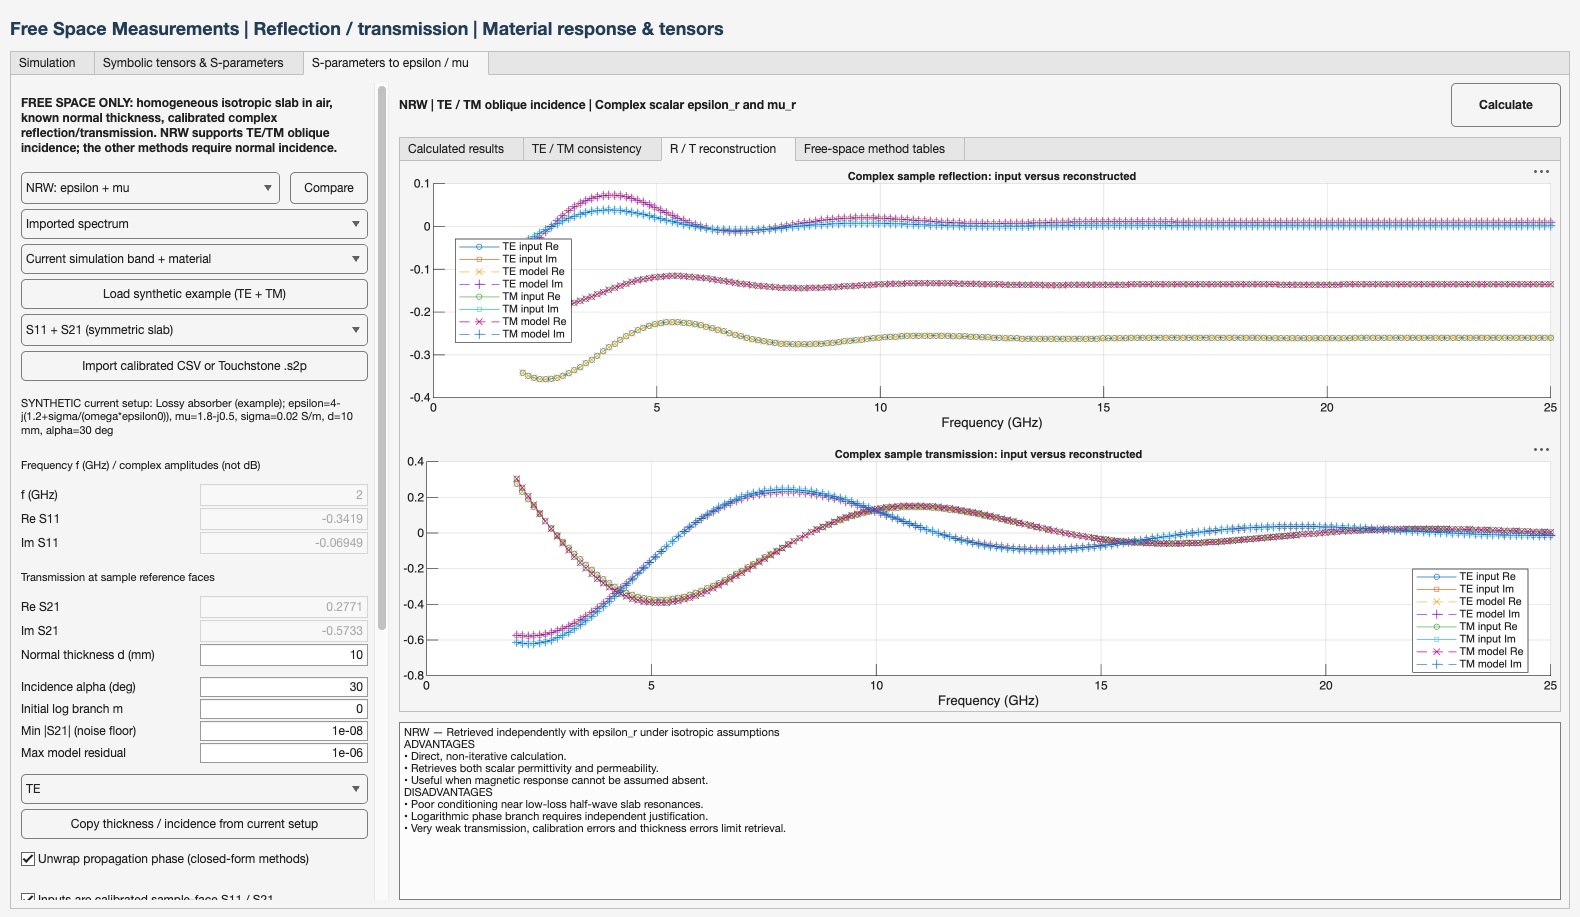 Free Space Measurements | Reflection / transmission | Material response & tensors
Simulation
Symbolic tensors & S-parameters
S-parameters to epsilon / mu
FREE SPACE ONLY: homogeneous isotropic slab in air,
known normal thickness, calibrated complex
reflection/transmission. NRW supports TE/TM oblique
incidence; the other methods require normal incidence.
NRW: epsilon + mu
Compare
Imported spectrum
Current simulation band + material
Load synthetic example (TE + TM)
S11 + S21 (symmetric slab)
Import calibrated CSV or Touchstone .s2p
SYNTHETIC current setup: Lossy absorber (example); epsilon=4-
j(1.2+sigma/(omega*epsilon0)), mu=1.8-j0.5, sigma=0.02 S/m, d=10
mm, alpha=30 deg
Frequency f (GHz) / complex amplitudes (not dB)
f (GHz)
2
Re S11
-0.3419
Im S11
-0.06949
Transmission at sample reference faces
Re S21
0.2771
Im S21
-0.5733
Normal thickness d (mm)
10
Incidence alpha (deg)
30
Initial log branch m
0
Min |S21| (noise floor)
1e-08
Max model residual
1e-06
TE
Copy thickness / incidence from current setup
Unwrap propagation phase (closed-form methods)
Inputs are calibrated sample-face S11 / S21
NRW | TE / TM oblique incidence | Complex scalar epsilon_r and mu_r
Calculate
Calculated results
TE / TM consistency
R / T reconstruction
Free-space method tables
Complex sample reflection: input versus reconstructed
0.1
0
-0.1
-0.2
-0.3
-0.4
TE input Re
TE input Im
TE model Re
TE model Im
TM input Re
TM input Im
TM model Re
TM model Im
0
5
10
15
20
25
Frequency (GHz)
Complex sample transmission: input versus reconstructed
0.4
0.2
0
-0.2
-0.4
-0.6
-0.8
TE input Re
TE input Im
TE model Re
TE model Im
TM input Re
TM input Im
TM model Re
TM model Im
0
5
10
15
20
25
Frequency (GHz)
NRW — Retrieved independently with epsilon_r under isotropic assumptions
ADVANTAGES
• Direct, non-iterative calculation.
• Retrieves both scalar permittivity and permeability.
• Useful when magnetic response cannot be assumed absent.
DISADVANTAGES
• Poor conditioning near low-loss half-wave slab resonances.
• Logarithmic phase branch requires independent justification.
• Very weak transmission, calibration errors and thickness errors limit retrieval.